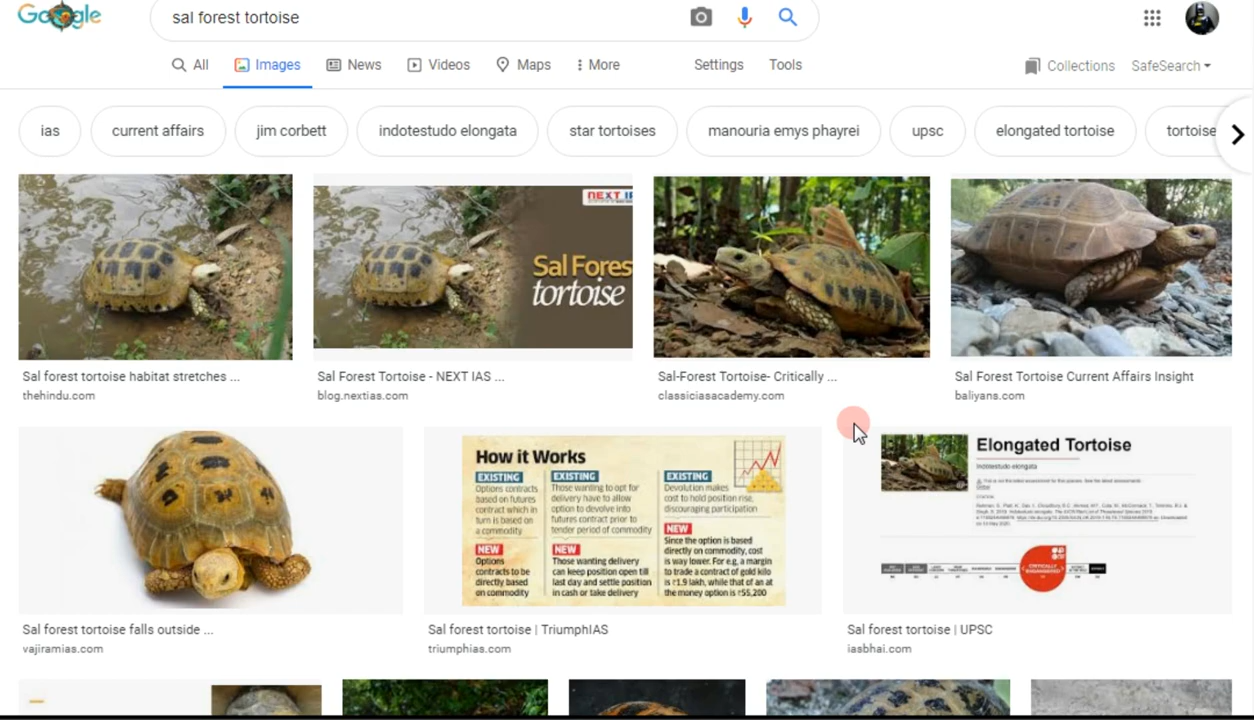 Google
sal forest tortoise
All
Images
News
Videos
Maps
More
Settings
Tools
Collections
SafeSearch
ias
current affairs
jim corbett
indotestudo elongata
star tortoises
manouria emys phayrei
upsc
elongated tortoise
tortoise
NEXT
Sal Fores
tortoise
Sal forest tortoise habitat stretches ...
thehindu.com
Sal Forest Tortoise - NEXT IAS ...
blog.nextias.com
Sal-Forest Tortoise- Critically ...
classiciasacademy.com
Sal Forest Tortoise Current Affairs Insight
baliyans.com
How it Works
EXISTING
Options contracts
based on futures
contract which in
turn is based on
a commodity
NEW
Options
contracts to be
directly based
on commodity
EXISTING
Those wanting to opt for
delivery have to allow
option to devolve into
futures contract prior to
tender period of commodity
NEW
Those wanting delivery
can keep position open till
last day and settle position
in cash or take delivery
EXISTING
Devolution makes
cost to hold position rise,
discouraging participation
NEW
Since the option is based
directly on commodity, cost
is way lower. For e.g, a margin
to trade a contract of gold kilo
is ₹1.9 lakh, while that of an at
the money option is ₹55,200
Elongated Tortoise
Indotestudo elongata
CRITICALLY
ENDANGERED
Sal forest tortoise falls outside ...
vajiramias.com
Sal forest tortoise | TriumphIAS
triumphias.com
Sal forest tortoise | UPSC
iasbhai.com